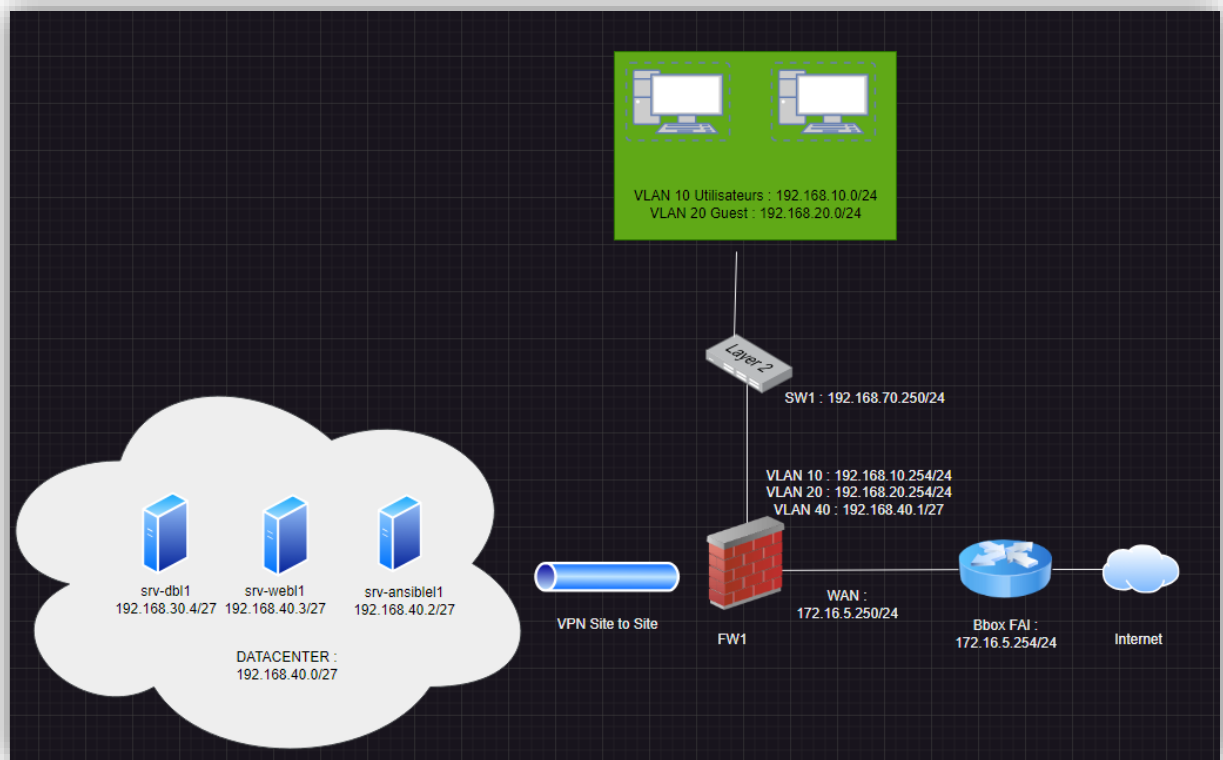 VLAN 10 Utilisateurs : 192.168.10.0/24
VLAN 20 Guest : 192.168.20.0/24
Layer 2
SW1 : 192.168.70.250/24
VLAN 10 : 192.168.10.254/24
VLAN 20 : 192.168.20.254/24
VLAN 40 : 192.168.40.1/27
srv-dbl1
192.168.30.4/27
srv-webl1
192.168.40.3/27
srv-ansiblel1
192.168.40.2/27
DATACENTER :
192.168.40.0/27
VPN Site to Site
FW1
WAN :
172.16.5.250/24
Bbox FAI :
172.16.5.254/24
Internet